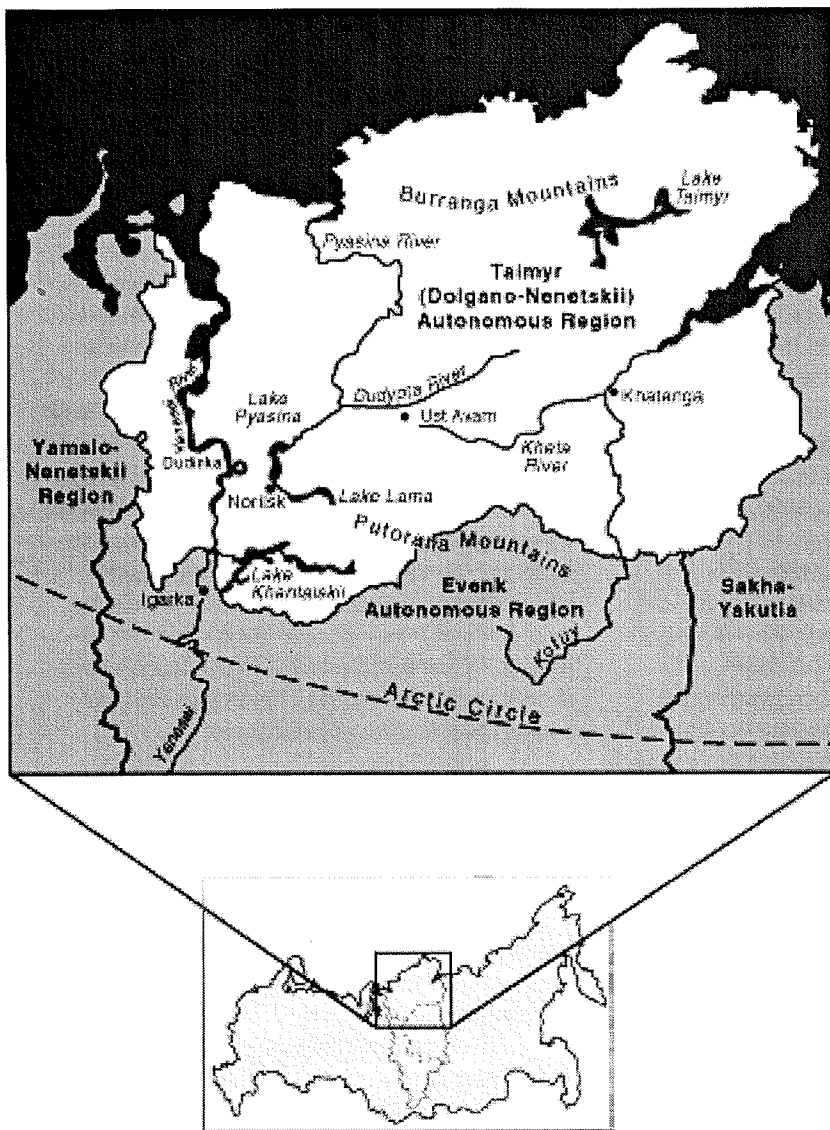 Burranga Mountains
Lake
Taimyr
Pyasina River
Taimyr
(Dolgano-Nenetskii)
Autonomous Region
Lake
Pyasina
Dudypta River
Ust Avam
Khatanga
Yenisei River
Yamalo-
Nenetskii
Region
Dudinka
Kheta
River
Norilsk
Lake Lama
Putorana Mountains
Lake
Khantaiskii
Igarka
Evenk
Autonomous Region
Sakha-
Yakutia
Kotuy
Arctic Circle
Yenisei